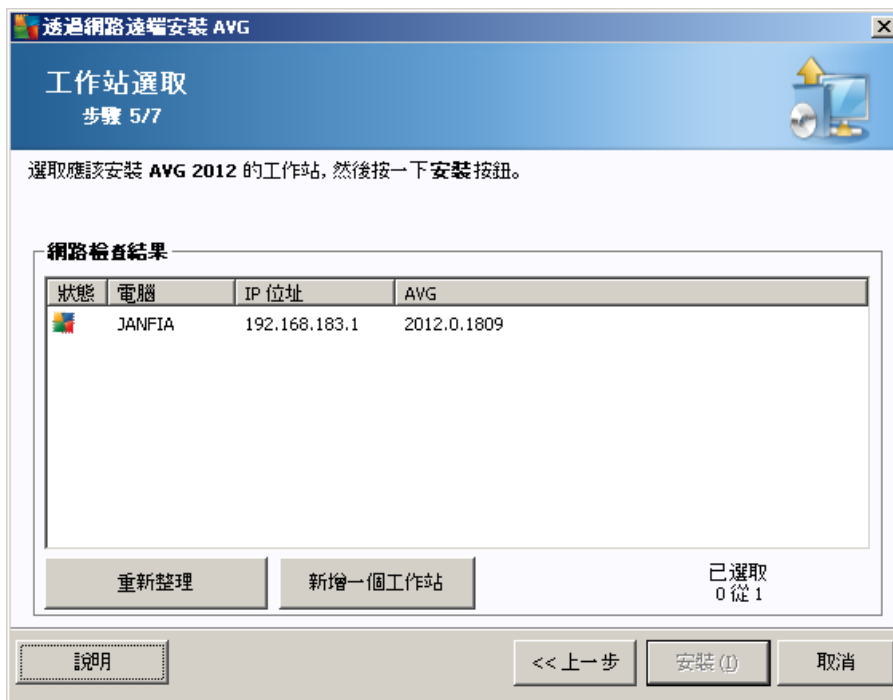 透過網路遠端安裝 AVG
工作站選取
步驟 5/7
選取應該安裝 AVG 2012 的工作站, 然後按一下安裝按鈕。
網路檢查結果
狀態 電腦 IP 位址 AVG
JANFIA 192.168.183.1 2012.0.1809
重新整理 新增一個工作站 已選取
0 從 1
說明 << 上一步 安裝(I) 取消